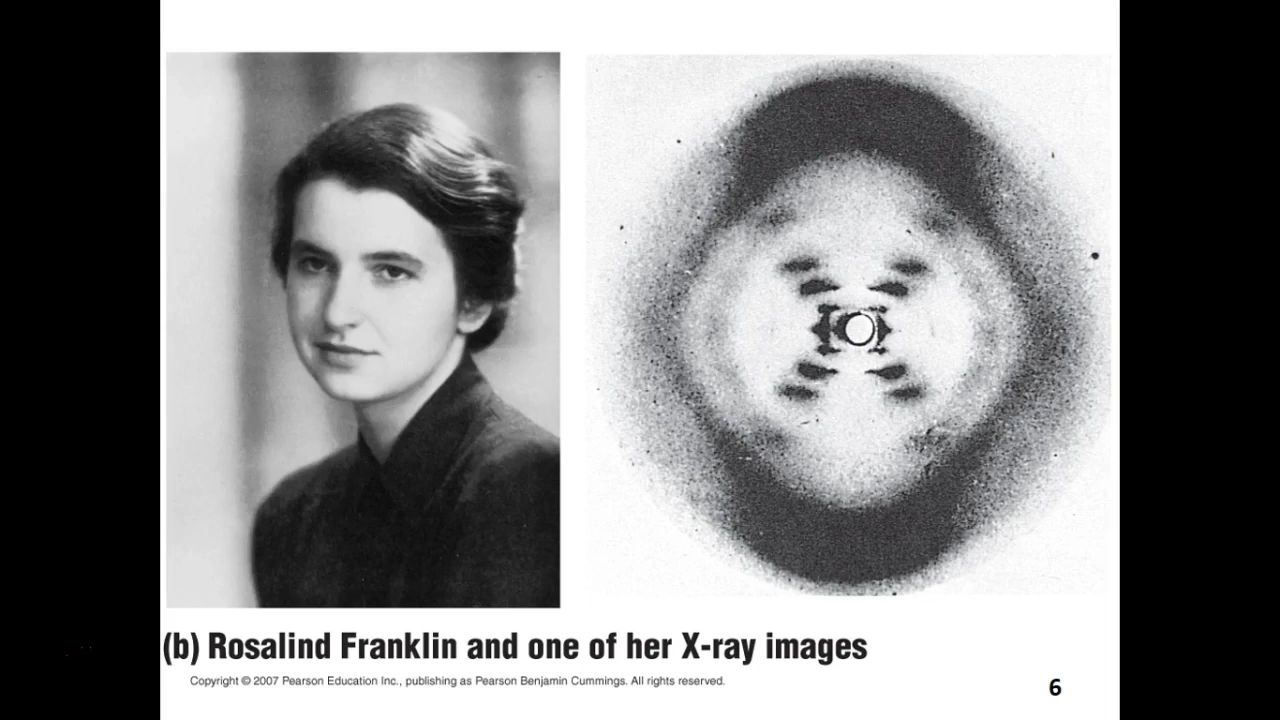 (b) Rosalind Franklin and one of her X-ray images
Copyright © 2007 Pearson Education Inc., publishing as Pearson Benjamin Cummings. All rights reserved.
6